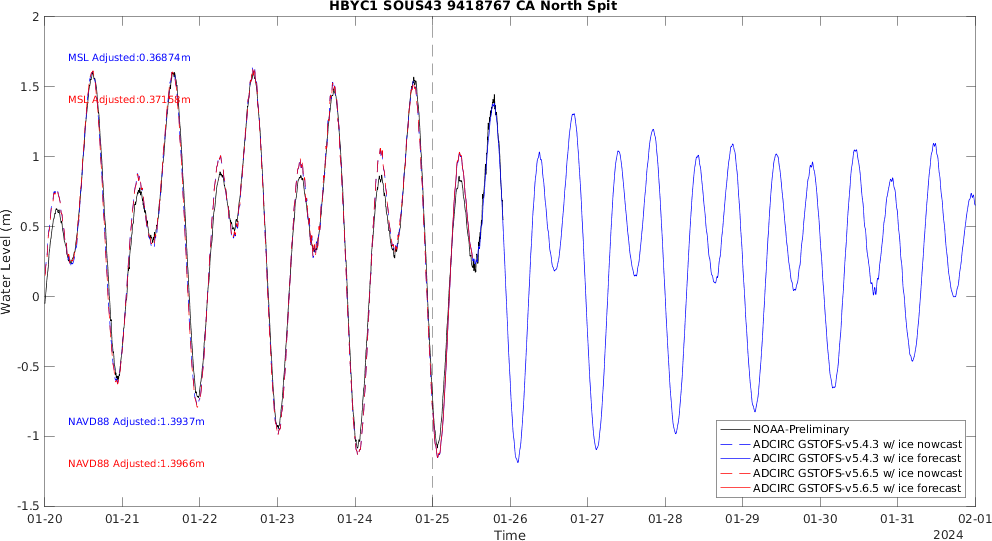 HBYC1 SOUS43 9418767 CA North Spit
2
1.5
1
0.5
0
-0.5
-1
-1.5
Water Level (m)
MSL Adjusted:0.36874m
MSL Adjusted:0.37158m
NAVD88 Adjusted:1.3937m
NAVD88 Adjusted:1.3966m
NOAA-Preliminary
ADCIRC GSTOFS-v5.4.3 w/ ice nowcast
ADCIRC GSTOFS-v5.4.3 w/ ice forecast
ADCIRC GSTOFS-v5.6.5 w/ ice nowcast
ADCIRC GSTOFS-v5.6.5 w/ ice forecast
01-20 01-21 01-22 01-23 01-24 01-25 01-26 01-27 01-28 01-29 01-30 01-31 02-01
Time
2024